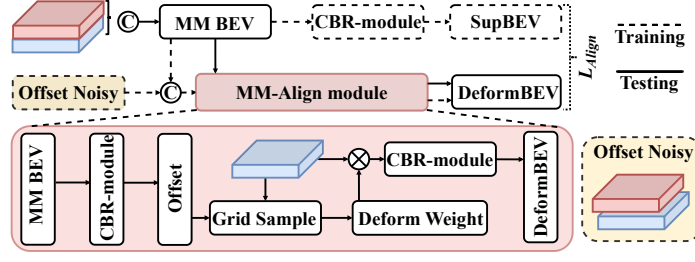 C
MM BEV
CBR-module
SupBEV
L_Align
Training
Testing
Offset Noisy
C
MM-Align module
DeformBEV
MM BEV
CBR-module
Offset
Grid Sample
Deform Weight
CBR-module
DeformBEV
Offset Noisy